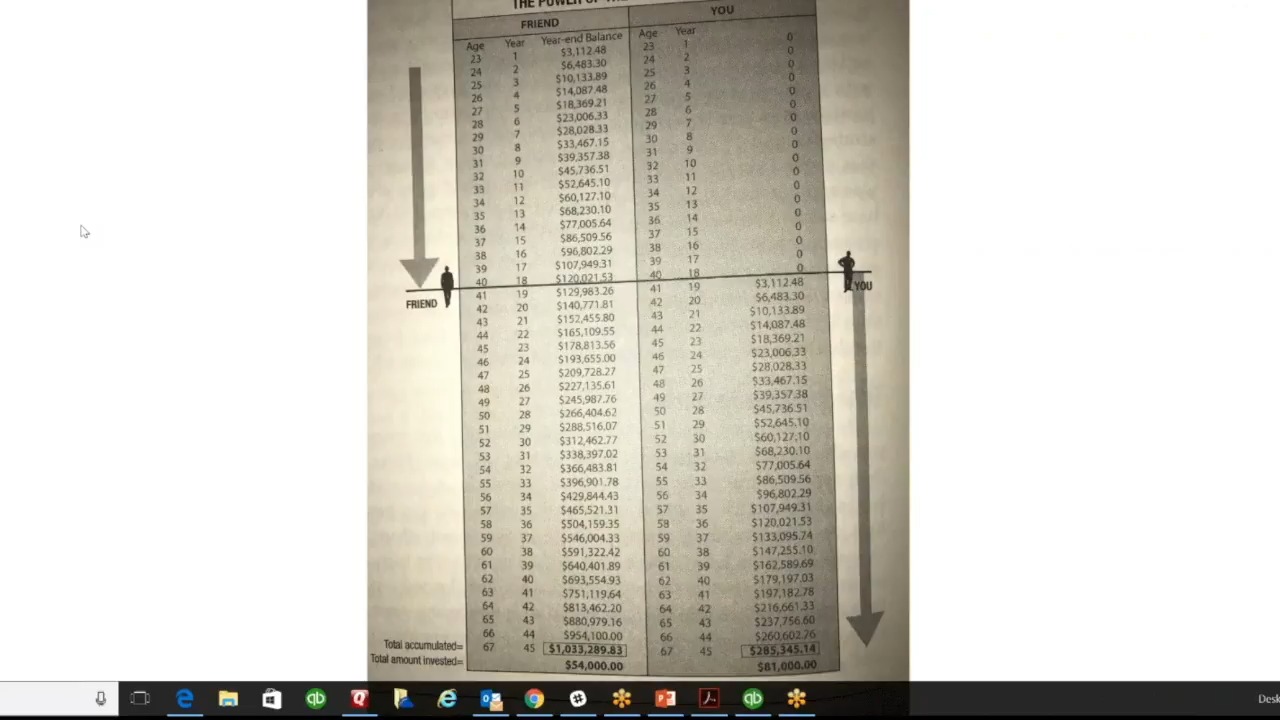 THE POWER OF
FRIEND YOU
Age Year Year-end Balance Age Year
23 1 $3,112.48 23 1 0
24 2 $6,483.30 24 2 0
25 3 $10,133.89 25 3 0
26 4 $14,087.48 26 4 0
27 5 $18,369.21 27 5 0
28 6 $23,006.33 28 6 0
29 7 $28,028.33 29 7 0
30 8 $33,467.15 30 8 0
31 9 $39,357.38 31 9 0
32 10 $45,736.51 32 10 0
33 11 $52,645.10 33 11 0
34 12 $60,127.10 34 12 0
35 13 $68,230.10 35 13 0
36 14 $77,005.64 36 14 0
37 15 $86,509.56 37 15 0
38 16 $96,802.29 38 16 0
39 17 $107,949.31 39 17 0
40 18 $120,021.53 40 18 0
FRIEND 41 19 $129,983.26 41 19 $3,112.48 YOU
42 20 $140,771.81 42 20 $6,483.30
43 21 $152,455.80 43 21 $10,133.89
44 22 $165,109.55 44 22 $14,087.48
45 23 $178,813.56 45 23 $18,369.21
46 24 $193,655.00 46 24 $23,006.33
47 25 $209,728.27 47 25 $28,028.33
48 26 $227,135.61 48 26 $33,467.15
49 27 $245,987.76 49 27 $39,357.38
50 28 $266,404.62 50 28 $45,736.51
51 29 $288,516.07 51 29 $52,645.10
52 30 $312,462.77 52 30 $60,127.10
53 31 $338,397.02 53 31 $68,230.10
54 32 $366,483.81 54 32 $77,005.64
55 33 $396,901.78 55 33 $86,509.56
56 34 $429,844.43 56 34 $96,802.29
57 35 $465,521.31 57 35 $107,949.31
58 36 $504,159.35 58 36 $120,021.53
59 37 $546,004.33 59 37 $133,095.74
60 38 $591,322.42 60 38 $147,255.10
61 39 $640,401.89 61 39 $162,589.69
62 40 $693,554.93 62 40 $179,197.03
63 41 $751,119.64 63 41 $197,182.78
64 42 $813,462.20 64 42 $216,661.33
65 43 $880,979.16 65 43 $237,756.60
66 44 $954,100.00 66 44 $260,602.76
Total accumulated= 67 45 $1,033,289.83 67 45 $285,345.14
Total amount invested= $54,000.00 $81,000.00
Desk